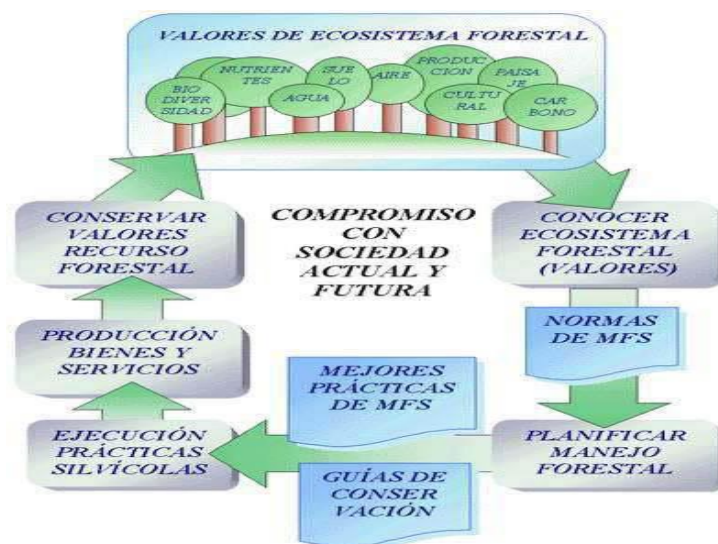 VALORES DE ECOSISTEMA FORESTAL
BIO
DIVER
SIDAD
NUTRIEN
TES
AGUA
SUE
LO
AIRE
PRODUC
CION
CULTU
RAL
PAISA
JE
CAR
BONO
COMPROMISO
CON
SOCIEDAD
ACTUAL Y
FUTURA
CONOCER
ECOSISTEMA
FORESTAL
(VALORES)
NORMAS
DE MFS
PLANIFICAR
MANEJO
FORESTAL
MEJORES
PRÁCTICAS
DE MFS
GUÍAS DE
CONSER
VACIÓN
EJECUCIÓN
PRÁCTICAS
SILVÍCOLAS
PRODUCCIÓN
BIENES Y
SERVICIOS
CONSERVAR
VALORES
RECURSO
FORESTAL